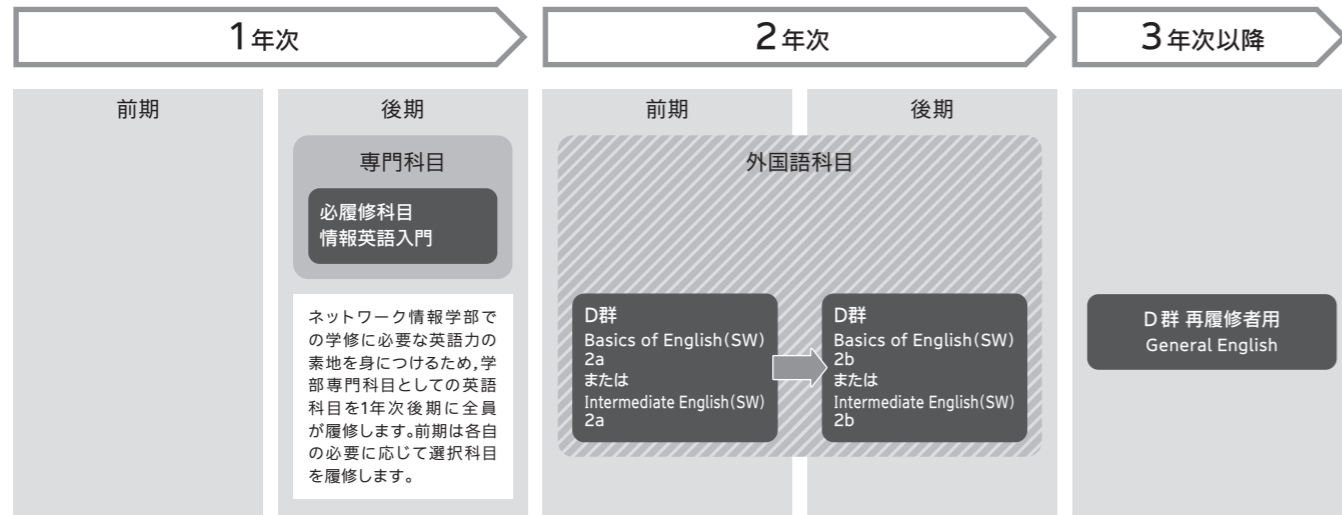 1年次
2年次
3年次以降
前期
後期
前期
後期
専門科目
必履修科目
情報英語入門
ネットワーク情報学部で
の学修に必要な英語力の
素地を身につけるため,学
部専門科目としての英語
科目を1年次後期に全員
が履修します。前期は各自
の必要に応じて選択科目
を履修します。
外国語科目
D群
Basics of English(SW)
2a
または
Intermediate English(SW)
2a
D群
Basics of English(SW)
2b
または
Intermediate English(SW)
2b
D群 再履修者用
General English